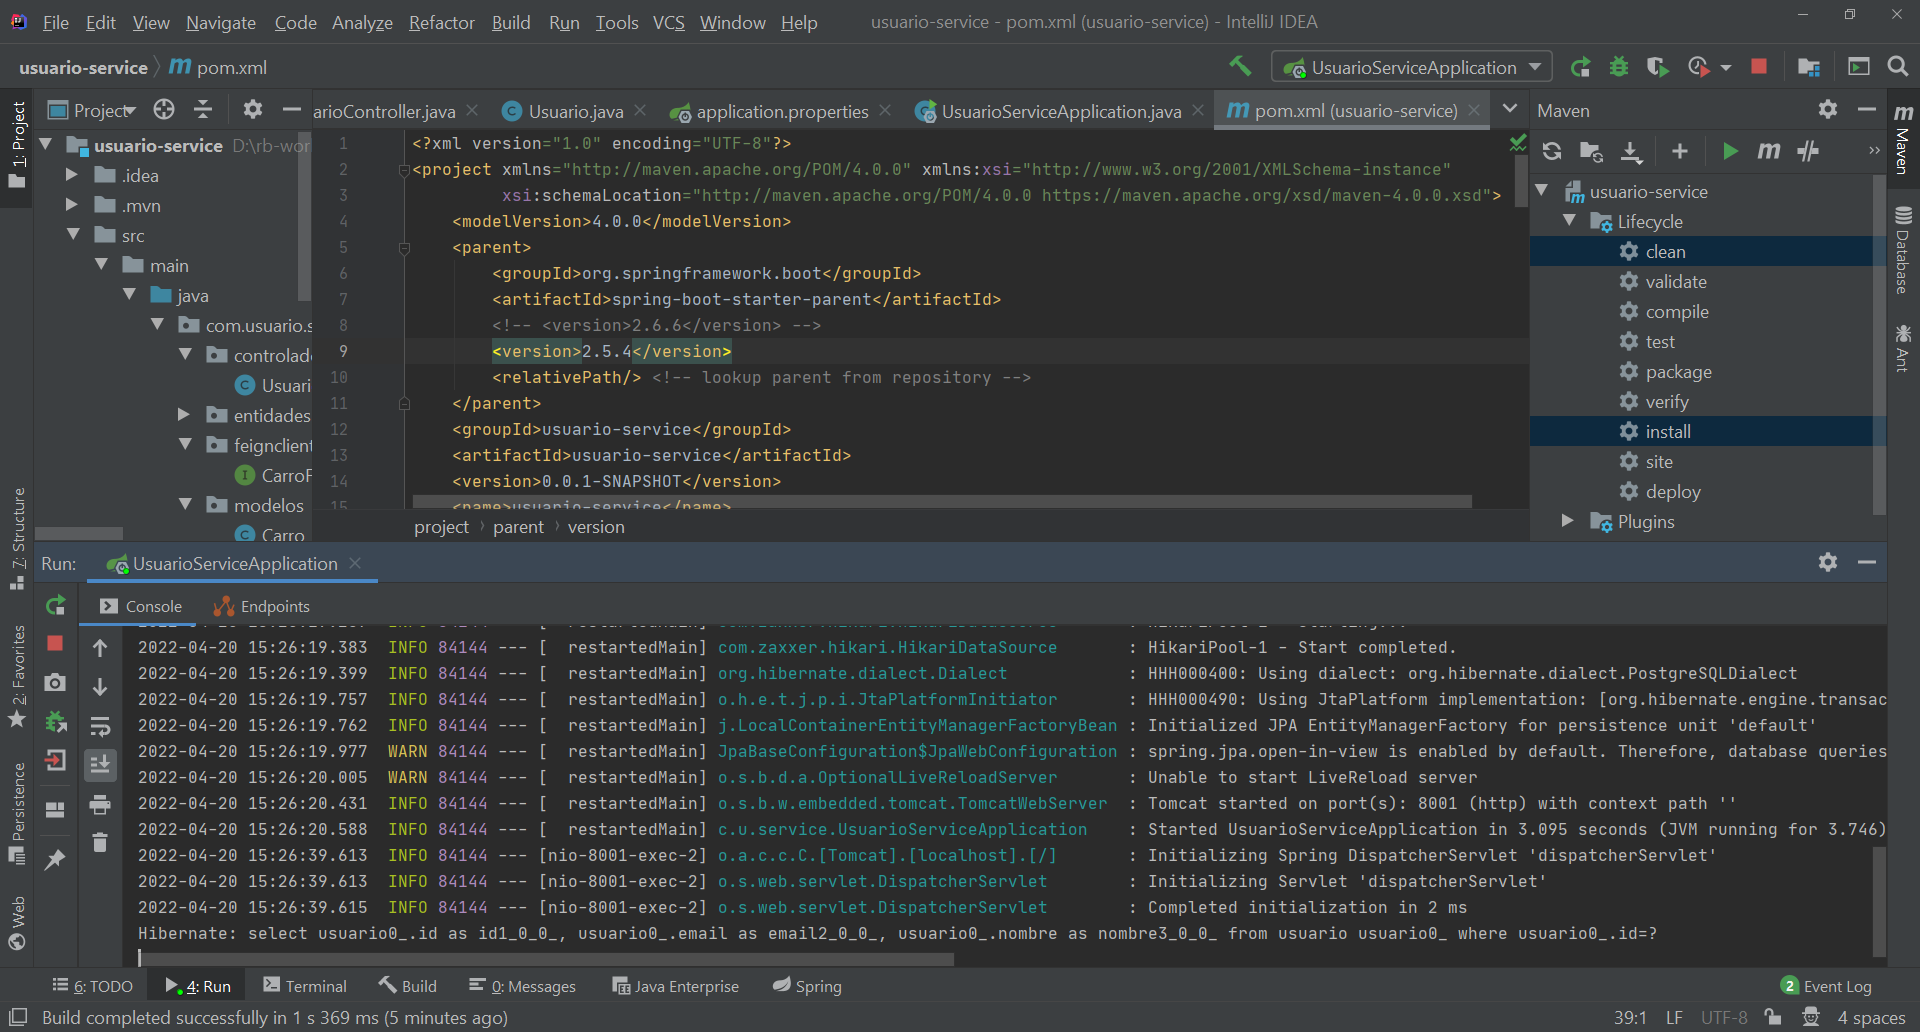 File Edit View Navigate Code Analyze Refactor Build Run Tools VCS Window Help usuario-service - pom.xml (usuario-service) - IntelliJ IDEA
usuario-service m pom.xml UsuarioServiceApplication
1: Project
Project
arioController.java Usuario.java application.properties UsuarioServiceApplication.java m pom.xml (usuario-service)
Maven
usuario-service D:\rb-wor
.idea
.mvn
src
main
java
com.usuario.s
controlad
Usuari
entidades
feignclient
CarroF
modelos
Carro
1 <?xml version="1.0" encoding="UTF-8"?>
2 <project xmlns="http://maven.apache.org/POM/4.0.0" xmlns:xsi="http://www.w3.org/2001/XMLSchema-instance"
3 xsi:schemaLocation="http://maven.apache.org/POM/4.0.0 https://maven.apache.org/xsd/maven-4.0.0.xsd">
4 <modelVersion>4.0.0</modelVersion>
5 <parent>
6 <groupId>org.springframework.boot</groupId>
7 <artifactId>spring-boot-starter-parent</artifactId>
8 <!-- <version>2.6.6</version> -->
9 <version>2.5.4</version>
10 <relativePath/> <!-- lookup parent from repository -->
11 </parent>
12 <groupId>usuario-service</groupId>
13 <artifactId>usuario-service</artifactId>
14 <version>0.0.1-SNAPSHOT</version>
15 <name>usuario-service</name>
project parent version
usuario-service
Lifecycle
clean
validate
compile
test
package
verify
install
site
deploy
Plugins
m Maven
Database
Ant
7: Structure
2: Favorites
Persistence
Web
Run: UsuarioServiceApplication
Console Endpoints
2022-04-20 15:26:19.383 INFO 84144 --- [ restartedMain] com.zaxxer.hikari.HikariDataSource : HikariPool-1 - Start completed.
2022-04-20 15:26:19.399 INFO 84144 --- [ restartedMain] org.hibernate.dialect.Dialect : HHH000400: Using dialect: org.hibernate.dialect.PostgreSQLDialect
2022-04-20 15:26:19.757 INFO 84144 --- [ restartedMain] o.h.e.t.j.p.i.JtaPlatformInitiator : HHH000490: Using JtaPlatform implementation: [org.hibernate.engine.transac
2022-04-20 15:26:19.762 INFO 84144 --- [ restartedMain] j.LocalContainerEntityManagerFactoryBean : Initialized JPA EntityManagerFactory for persistence unit 'default'
2022-04-20 15:26:19.977 WARN 84144 --- [ restartedMain] JpaBaseConfiguration$JpaWebConfiguration : spring.jpa.open-in-view is enabled by default. Therefore, database queries
2022-04-20 15:26:20.005 WARN 84144 --- [ restartedMain] o.s.b.d.a.OptionalLiveReloadServer : Unable to start LiveReload server
2022-04-20 15:26:20.431 INFO 84144 --- [ restartedMain] o.s.b.w.embedded.tomcat.TomcatWebServer : Tomcat started on port(s): 8001 (http) with context path ''
2022-04-20 15:26:20.588 INFO 84144 --- [ restartedMain] c.u.service.UsuarioServiceApplication : Started UsuarioServiceApplication in 3.095 seconds (JVM running for 3.746)
2022-04-20 15:26:39.613 INFO 84144 --- [nio-8001-exec-2] o.a.c.c.C.[Tomcat].[localhost].[/] : Initializing Spring DispatcherServlet 'dispatcherServlet'
2022-04-20 15:26:39.613 INFO 84144 --- [nio-8001-exec-2] o.s.web.servlet.DispatcherServlet : Initializing Servlet 'dispatcherServlet'
2022-04-20 15:26:39.615 INFO 84144 --- [nio-8001-exec-2] o.s.web.servlet.DispatcherServlet : Completed initialization in 2 ms
Hibernate: select usuario0_.id as id1_0_0_, usuario0_.email as email2_0_0_, usuario0_.nombre as nombre3_0_0_ from usuario usuario0_ where usuario0_.id=?
6: TODO 4: Run Terminal Build 0: Messages Java Enterprise Spring 2 Event Log
Build completed successfully in 1 s 369 ms (5 minutes ago) 39:1 LF UTF-8 4 spaces